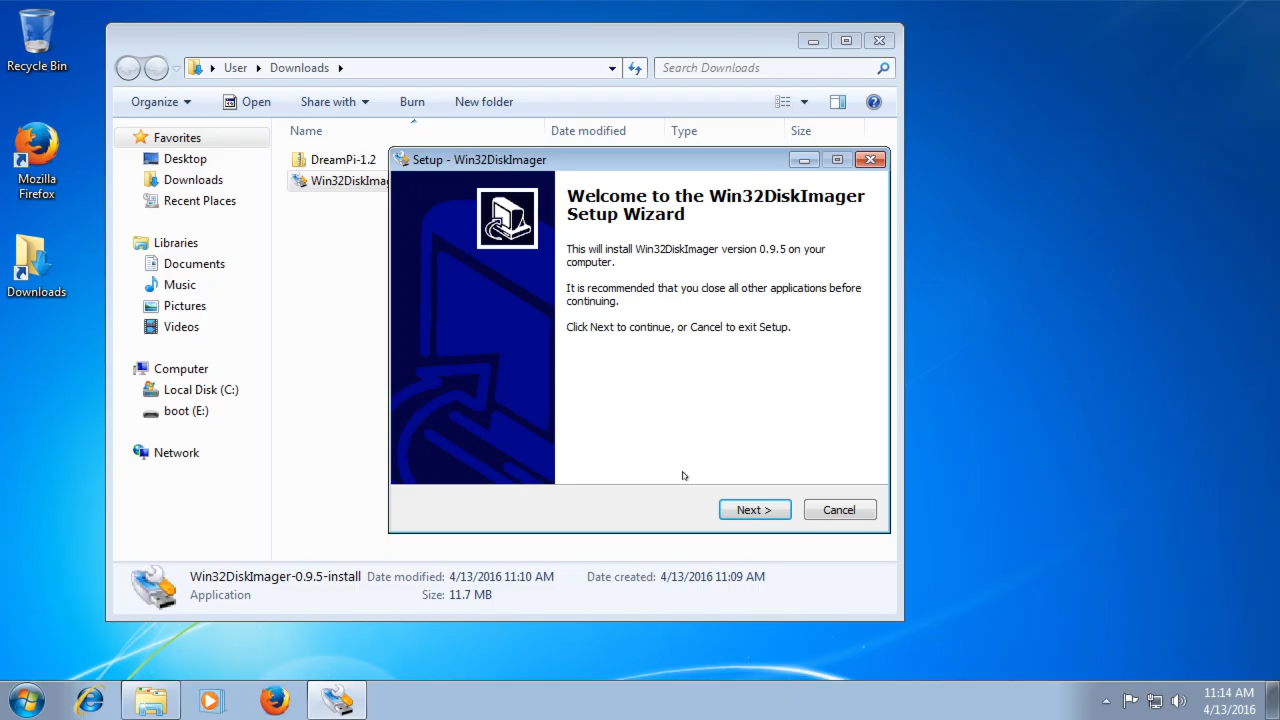 Recycle Bin
Mozilla
Firefox
Downloads
User
Downloads
Search Downloads
Organize
Open
Share with
Burn
New folder
Name
Date modified
Type
Size
Favorites
Desktop
Downloads
Recent Places
Libraries
Documents
Music
Pictures
Videos
Computer
Local Disk (C:)
boot (E:)
Network
DreamPi-1.2
Win32DiskImag
Setup - Win32DiskImager
Welcome to the Win32DiskImager
Setup Wizard
This will install Win32DiskImager version 0.9.5 on your
computer.
It is recommended that you close all other applications before
continuing.
Click Next to continue, or Cancel to exit Setup.
Next >
Cancel
Win32DiskImager-0.9.5-install Date modified: 4/13/2016 11:10 AM Date created: 4/13/2016 11:09 AM
Application Size: 11.7 MB
11:14 AM
4/13/2016